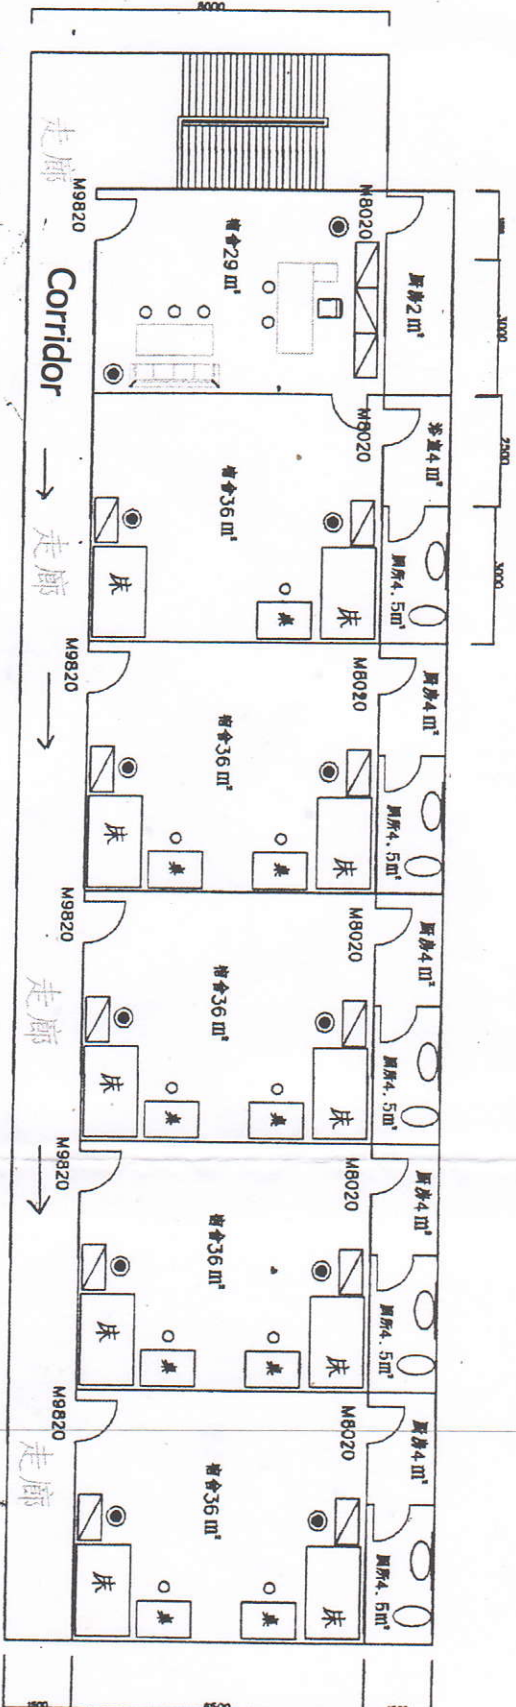 8000
走廊
M9820
M8020
宿舍29㎡
厨房2㎡
3000
Corridor
2500
M8020
浴室4㎡
宿舍36㎡
3000
厕所4.5㎡
床
桌
床
走廊
M9820
M8020
厨房4㎡
宿舍36㎡
厕所4.5㎡
床
桌
桌
床
M9820
M8020
厨房4㎡
宿舍36㎡
走廊
厕所4.5㎡
床
桌
桌
床
M9820
M8020
厨房4㎡
宿舍36㎡
厕所4.5㎡
床
桌
桌
床
M9820
M8020
厨房4㎡
走廊
宿舍36㎡
厕所4.5㎡
床
桌
桌
床
1500
6500